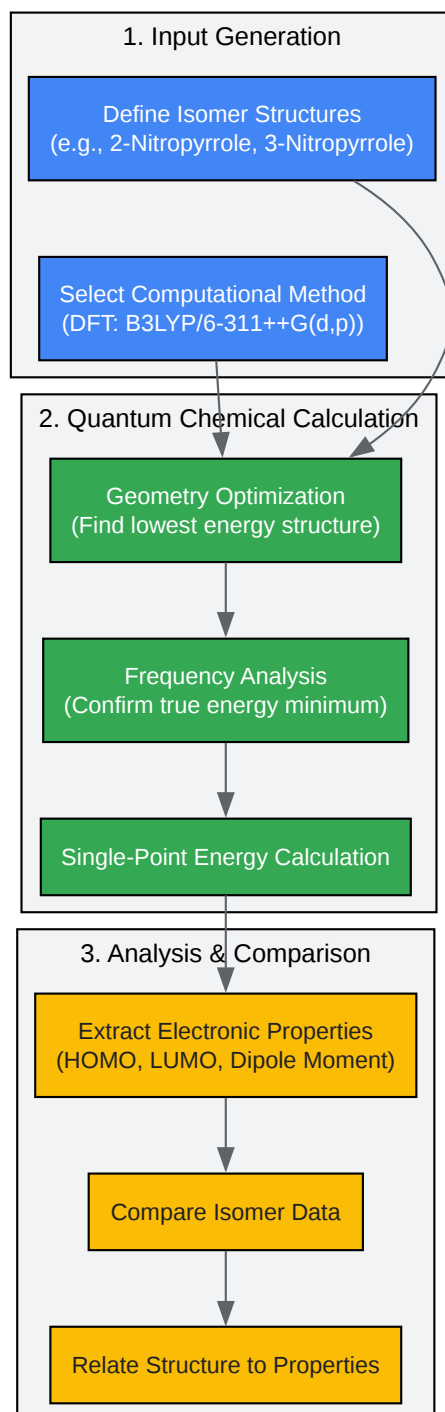 1. Input Generation
Define Isomer Structures
(e.g., 2-Nitropyrrole, 3-Nitropyrrole)
Select Computational Method
(DFT: B3LYP/6-311++G(d,p))
2. Quantum Chemical Calculation
Geometry Optimization
(Find lowest energy structure)
Frequency Analysis
(Confirm true energy minimum)
Single-Point Energy Calculation
3. Analysis & Comparison
Extract Electronic Properties
(HOMO, LUMO, Dipole Moment)
Compare Isomer Data
Relate Structure to Properties